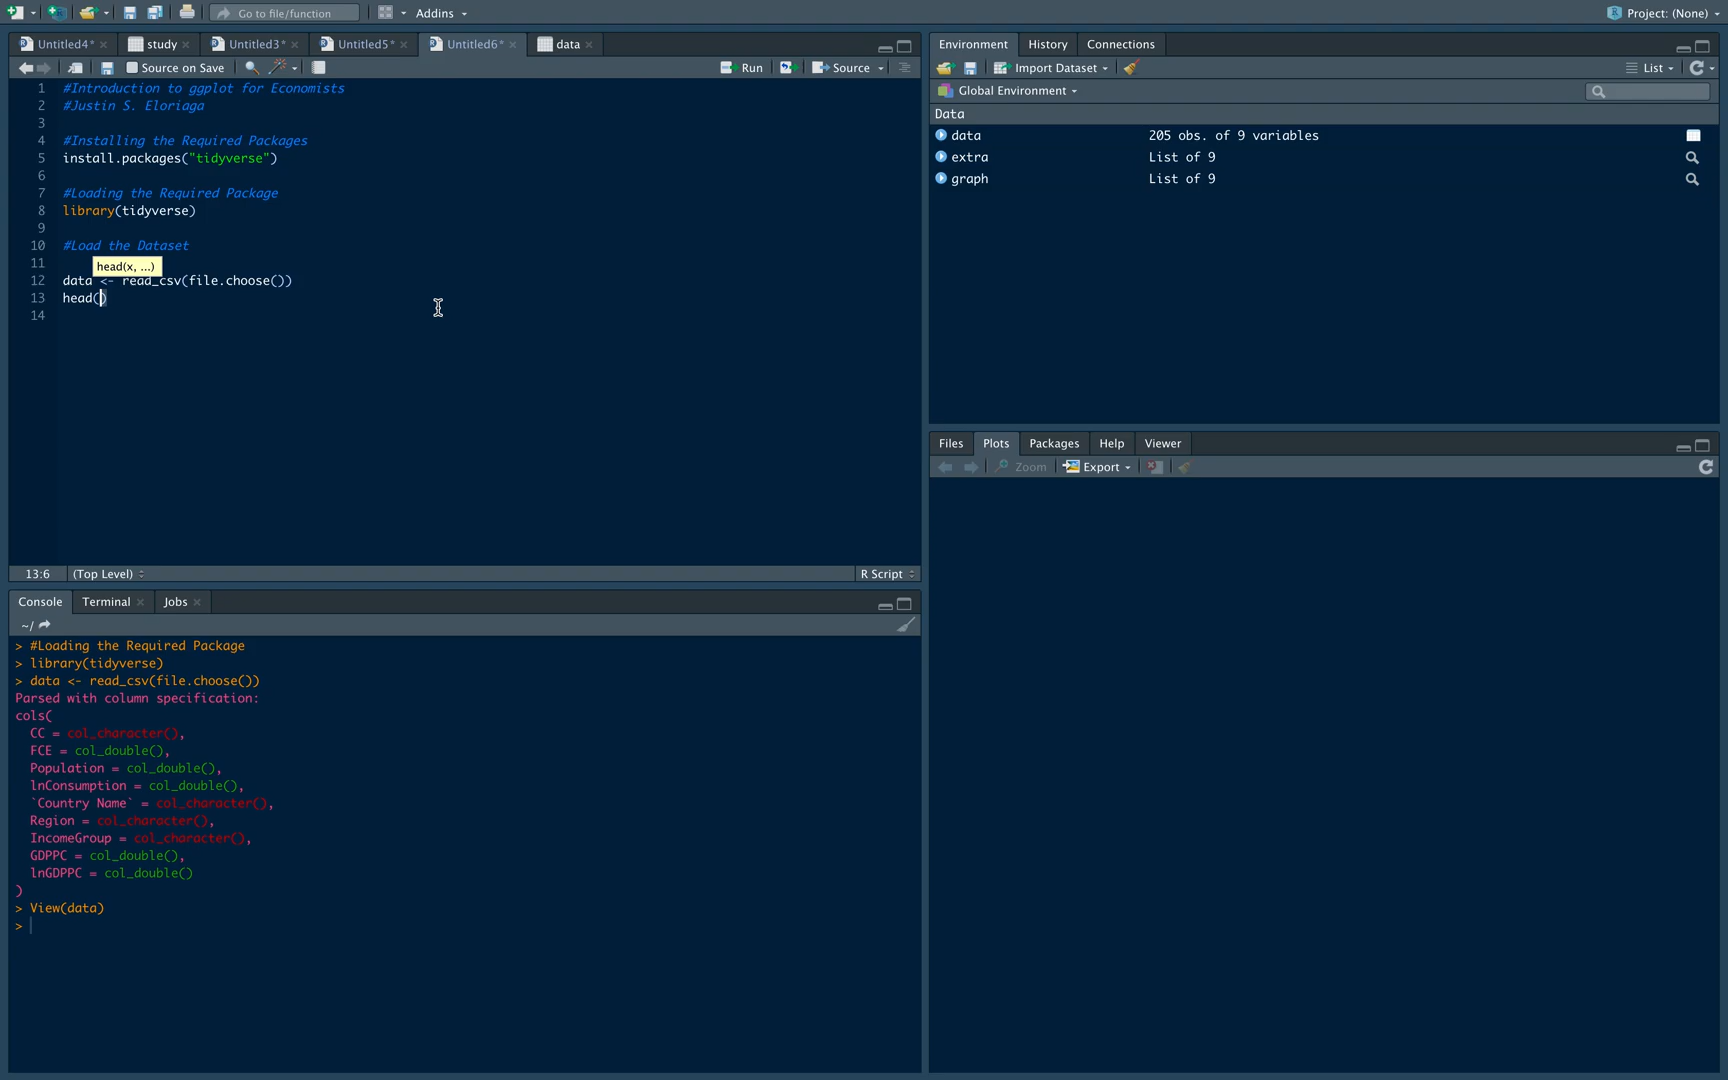 Go to file/function Addins Project: (None)
Untitled4* study Untitled3* Untitled5* Untitled6* data
Source on Save Run Source
1 #Introduction to ggplot for Economists
2 #Justin S. Eloriaga
3
4 #Installing the Required Packages
5 install.packages("tidyverse")
6
7 #Loading the Required Package
8 library(tidyverse)
9
10 #Load the Dataset
11
head(x, ...)
12 data <- read_csv(file.choose())
13 head()
14
13:6 (Top Level) R Script
Console Terminal Jobs
~/
> #Loading the Required Package
> library(tidyverse)
> data <- read_csv(file.choose())
Parsed with column specification:
cols(
CC = col_character(),
FCE = col_double(),
Population = col_double(),
lnConsumption = col_double(),
`Country Name` = col_character(),
Region = col_character(),
IncomeGroup = col_character(),
GDPPC = col_double(),
lnGDPPC = col_double()
)
> View(data)
>
Environment History Connections
Import Dataset List
Global Environment
Data
data 205 obs. of 9 variables
extra List of 9
graph List of 9
Files Plots Packages Help Viewer
Zoom Export